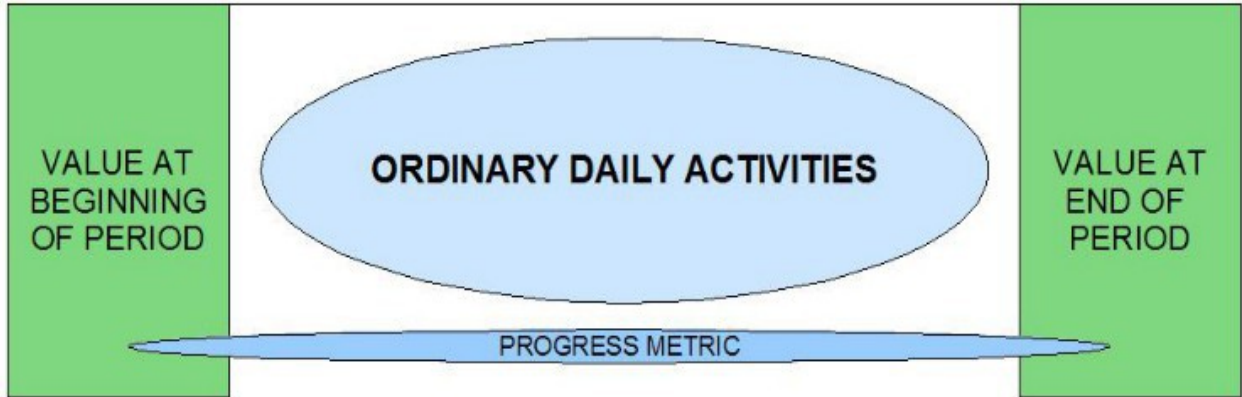 VALUE AT
BEGINNING
OF PERIOD
ORDINARY DAILY ACTIVITIES
VALUE AT
END OF
PERIOD
PROGRESS METRIC